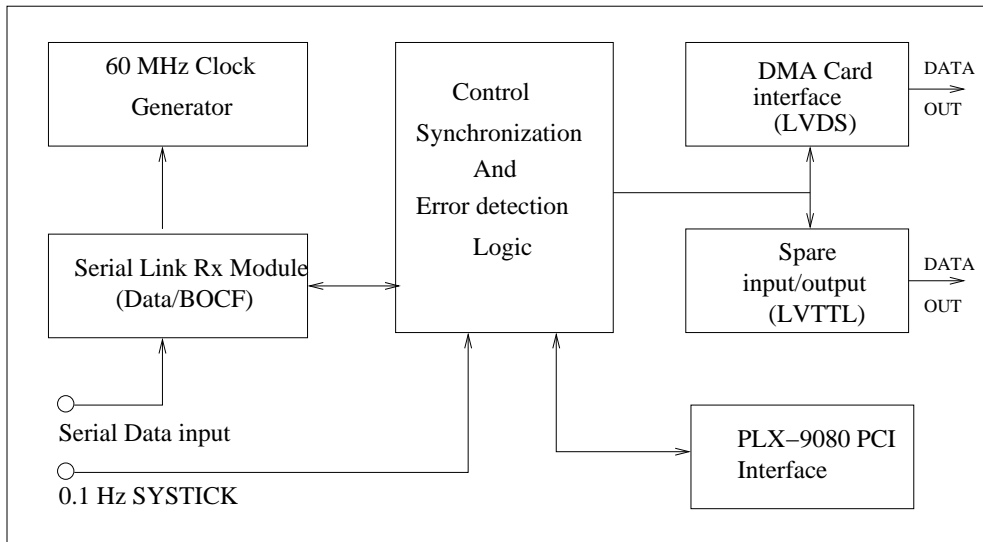 60 MHz Clock
Generator
Control
Synchronization
And
Error detection
Logic
DMA Card
interface
(LVDS)
DATA
OUT
Serial Link Rx Module
(Data/BOCF)
Spare
input/output
(LVTTL)
DATA
OUT
Serial Data input
0.1 Hz SYSTICK
PLX−9080 PCI
Interface